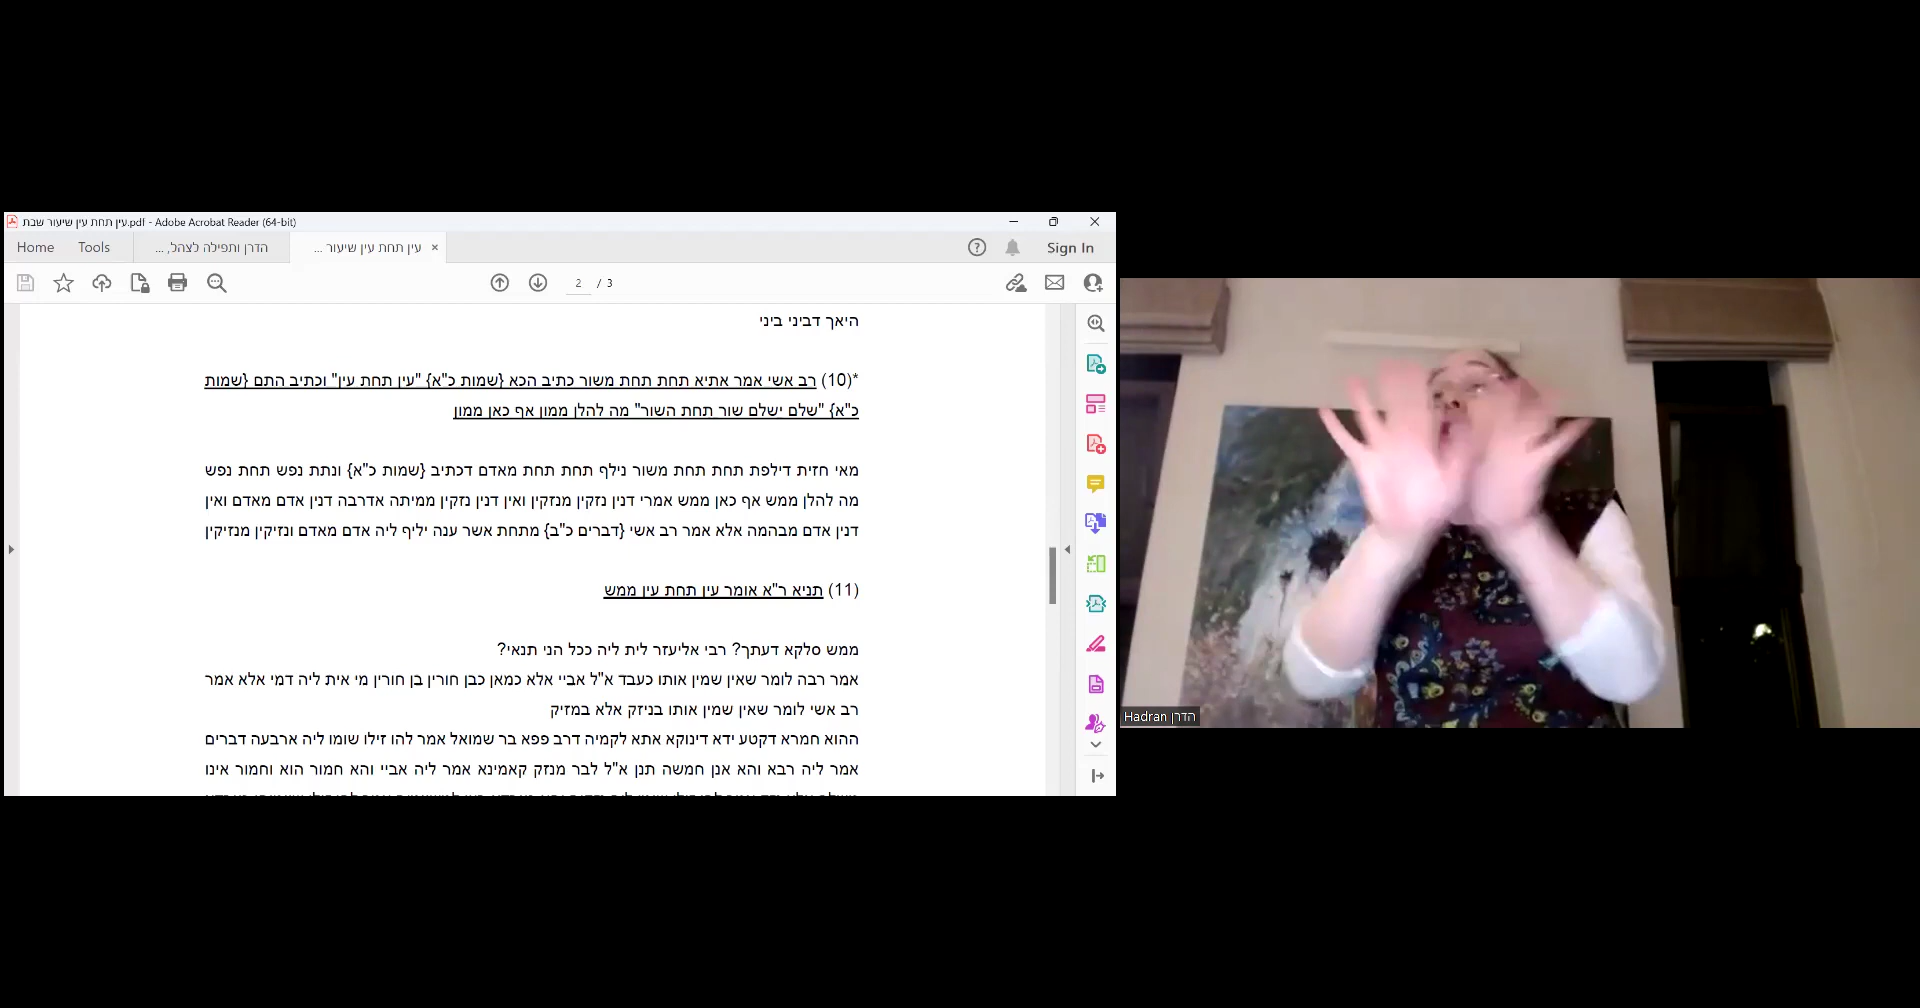 עין תחת עין שיעור שבת.pdf - Adobe Acrobat Reader (64-bit)
Home Tools הדרן ותפילה לצהל, ... עין תחת עין שיעור ... × Sign In
2 / 3
היאך דביני ביני
*(10) רב אשי אמר אתיא תחת תחת משור כתיב הכא {שמות כ"א} "עין תחת עין" וכתיב התם {שמות
כ"א} "שלם ישלם שור תחת השור" מה להלן ממון אף כאן ממון
מאי חזית דילפת תחת תחת משור נילף תחת תחת מאדם דכתיב {שמות כ"א} ונתת נפש תחת נפש
מה להלן ממש אף כאן ממש אמרי דנין נזקין מנזקין ואין דנין נזקין ממיתה אדרבה דנין אדם מאדם ואין
דנין אדם מבהמה אלא אמר רב אשי {דברים כ"ב} מתחת אשר ענה יליף ליה אדם מאדם ונזיקין מנזיקין
(11) תניא ר"א אומר עין תחת עין ממש
ממש סלקא דעתך? רבי אליעזר לית ליה ככל הני תנאי?
אמר רבה לומר שאין שמין אותו כעבד א"ל אביי אלא כמאן כבן חורין בן חורין מי אית ליה דמי אלא אמר
רב אשי לומר שאין שמין אותו בניזק אלא במזיק
ההוא חמרא דקטע ידא דינוקא אתא לקמיה דרב פפא בר שמואל אמר להו זילו שומו ליה ארבעה דברים
אמר ליה רבא והא אנן חמשה תנן א"ל לבר מנזק קאמינא אמר ליה אביי והא חמור הוא וחמור אינו
Hadran הדרן